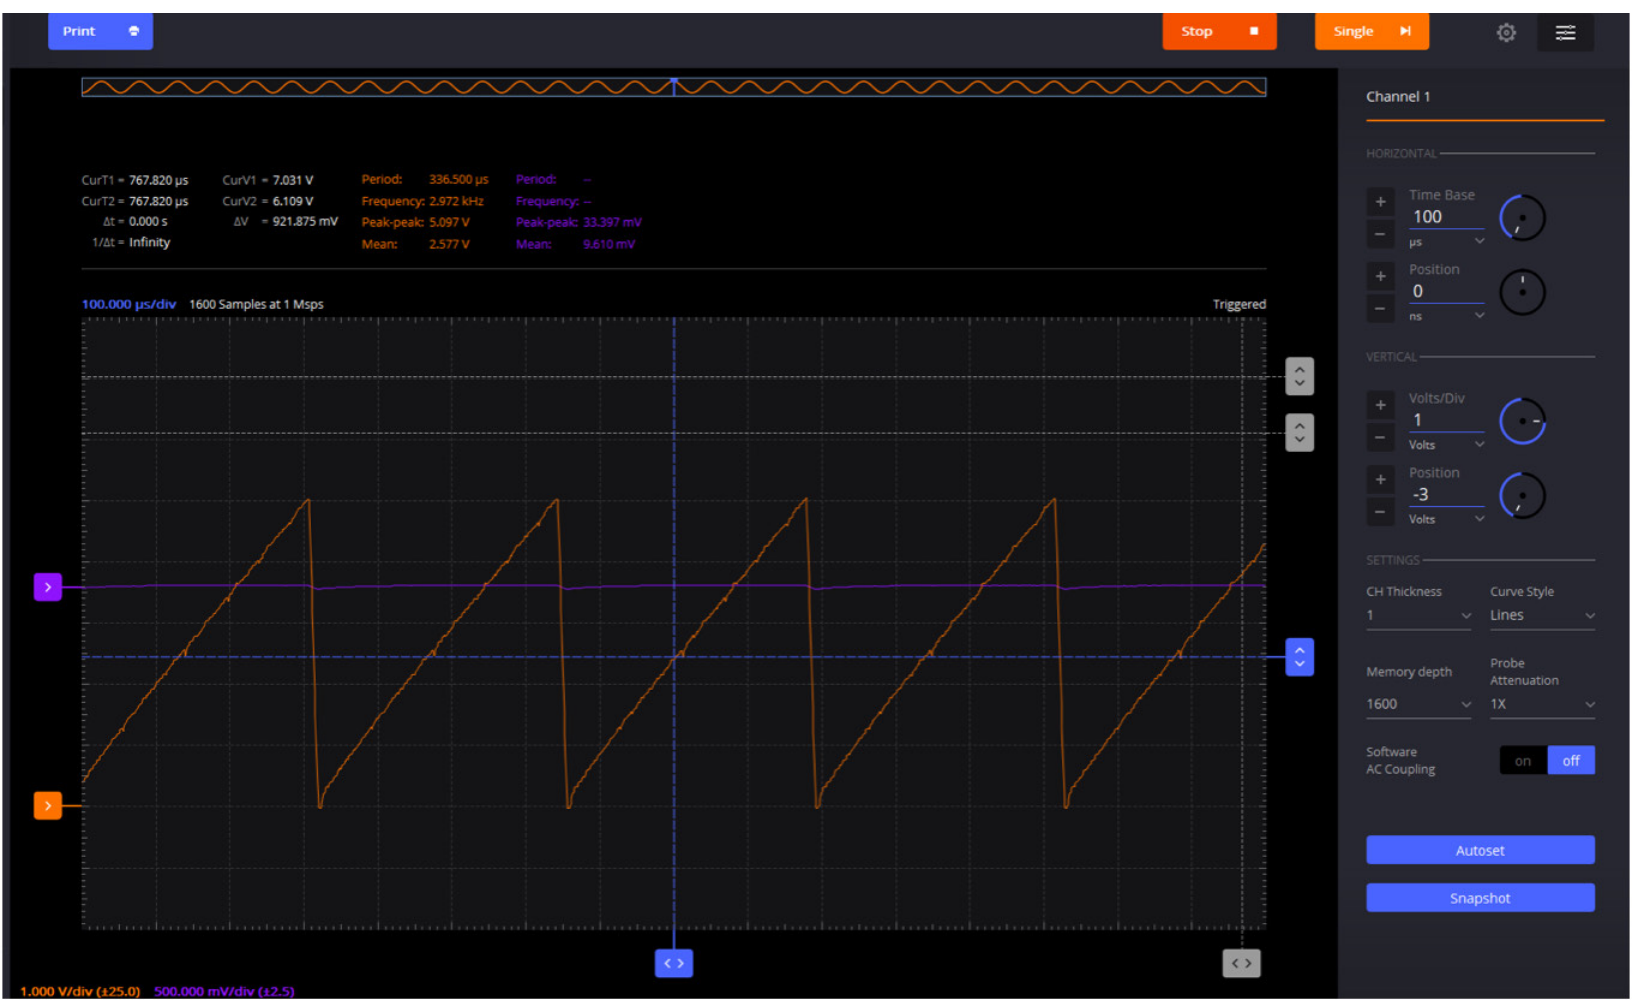 Print
Stop
Single
Channel 1
HORIZONTAL
CurT1 = 767.820 µs CurV1 = 7.031 V Period: 336.500 µs Period: --
CurT2 = 767.820 µs CurV2 = 6.109 V Frequency: 2.972 kHz Frequency: --
Δt = 0.000 s ΔV = 921.875 mV Peak-peak: 5.097 V Peak-peak: 33.397 mV
1/Δt = Infinity Mean: 2.577 V Mean: 9.610 mV
+ Time Base
100
− µs
+ Position
0
− ns
100.000 µs/div 1600 Samples at 1 Msps Triggered
VERTICAL
+ Volts/Div
1
− Volts
+ Position
-3
− Volts
SETTINGS
CH Thickness Curve Style
1 Lines
Memory depth Probe Attenuation
1600 1X
Software
AC Coupling on off
Autoset
Snapshot
1.000 V/div (±25.0) 500.000 mV/div (±2.5)